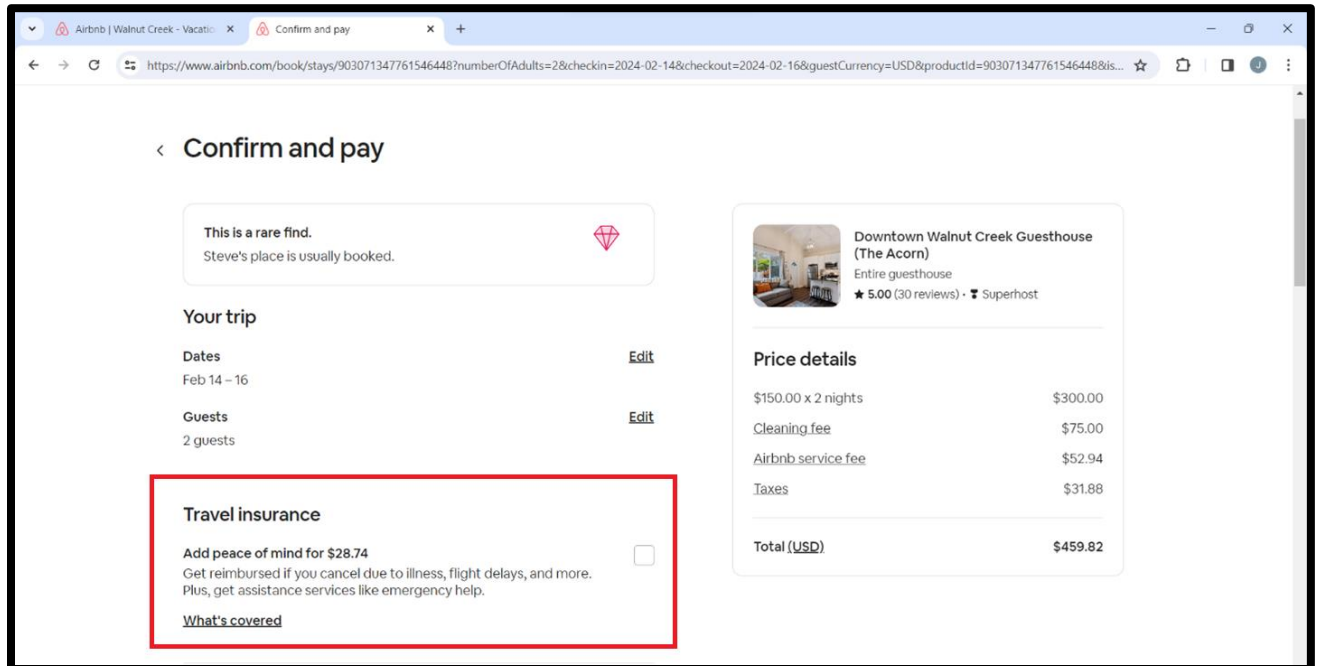 Airbnb | Walnut Creek - Vacatio
Confirm and pay
https://www.airbnb.com/book/stays/903071347761546448?numberOfAdults=2&checkin=2024-02-14&checkout=2024-02-16&guestCurrency=USD&productId=903071347761546448&is...
J
Confirm and pay
This is a rare find.
Steve's place is usually booked.
Your trip
Dates
Edit
Feb 14 – 16
Guests
Edit
2 guests
Travel insurance
Add peace of mind for $28.74
Get reimbursed if you cancel due to illness, flight delays, and more.
Plus, get assistance services like emergency help.
What's covered
Downtown Walnut Creek Guesthouse
(The Acorn)
Entire guesthouse
★ 5.00 (30 reviews) · Superhost
Price details
$150.00 x 2 nights $300.00
Cleaning fee $75.00
Airbnb service fee $52.94
Taxes $31.88
Total (USD) $459.82